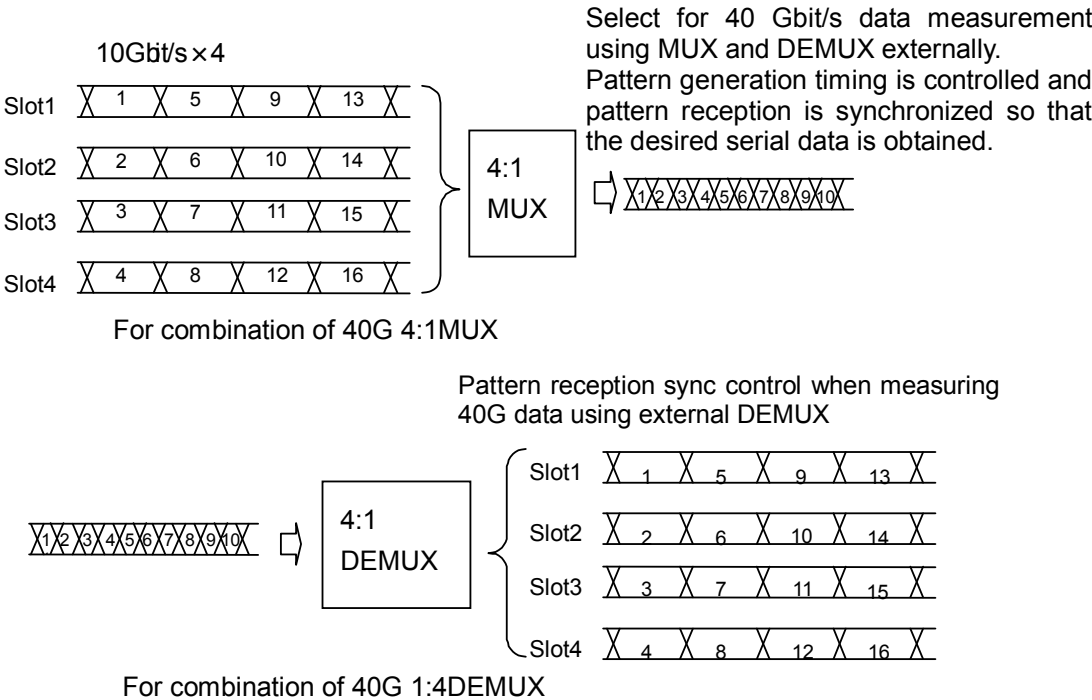 Select for 40 Gbit/s data measurement
using MUX and DEMUX externally.
Pattern generation timing is controlled and
pattern reception is synchronized so that
the desired serial data is obtained.
10Gbit/s×4
Slot1 1 5 9 13
Slot2 2 6 10 14
Slot3 3 7 11 15
Slot4 4 8 12 16
4:1
MUX
1 2 3 4 5 6 7 8 9 10
For combination of 40G 4:1MUX
Pattern reception sync control when measuring
40G data using external DEMUX
1 2 3 4 5 6 7 8 9 10
4:1
DEMUX
Slot1 1 5 9 13
Slot2 2 6 10 14
Slot3 3 7 11 15
Slot4 4 8 12 16
For combination of 40G 1:4DEMUX